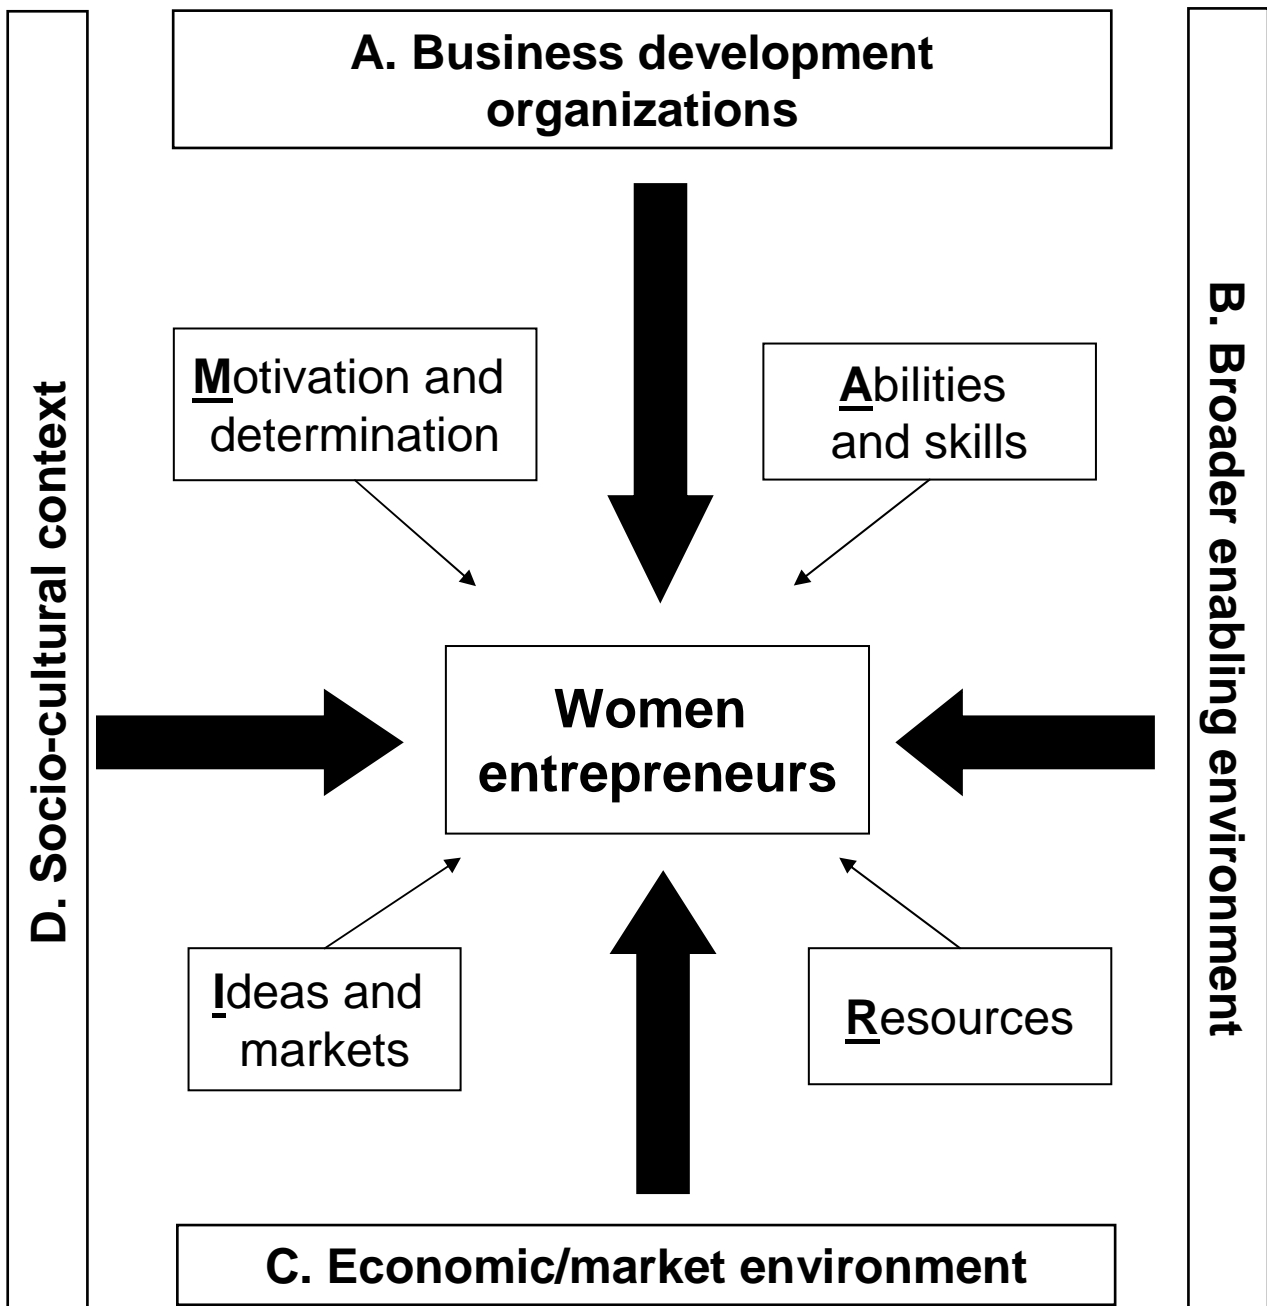 A. Business development
organizations
Motivation and
determination
Abilities
and skills
B. Broader enabling environment
D. Socio-cultural context
Women
entrepreneurs
Ideas and
markets
Resources
C. Economic/market environment